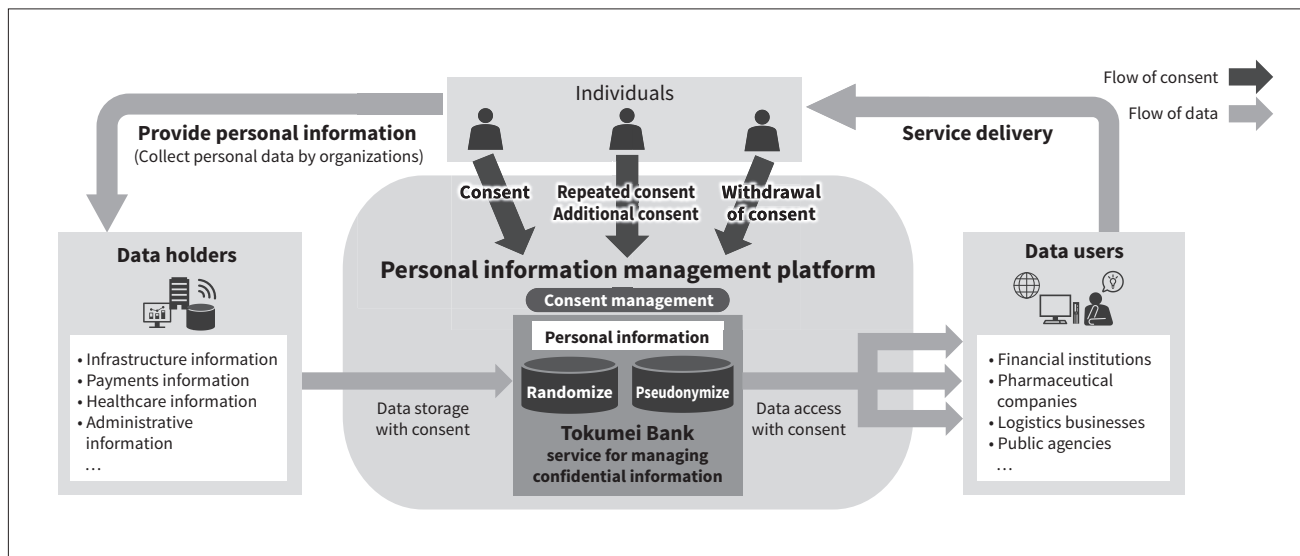 Individuals
Flow of consent
Flow of data
Provide personal information
(Collect personal data by organizations)
Service delivery
Consent
Repeated consent
Additional consent
Withdrawal
of consent
Data holders
• Infrastructure information
• Payments information
• Healthcare information
• Administrative
information
…
Data storage
with consent
Personal information management platform
Consent management
Personal information
Randomize
Pseudonymize
Tokumei Bank
service for managing
confidential information
Data access
with consent
Data users
• Financial institutions
• Pharmaceutical
companies
• Logistics businesses
• Public agencies
…